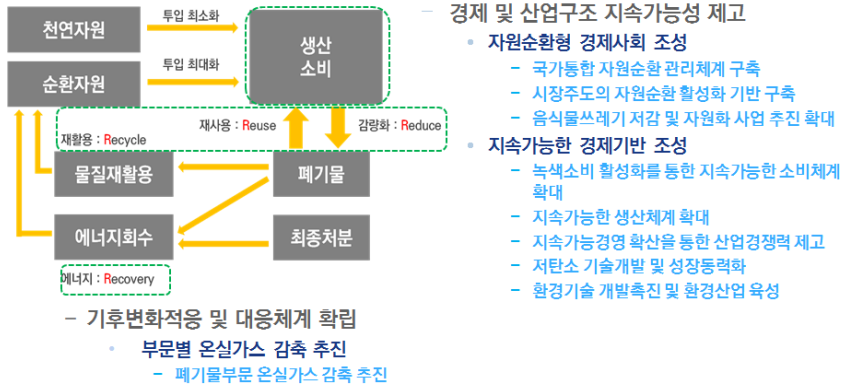 천연자원
투입 최소화
생산
소비
순환자원
투입 최대화
재활용 : Recycle
재사용 : Reuse
감량화 : Reduce
물질재활용
폐기물
에너지회수
최종처분
에너지 : Recovery
– 기후변화적응 및 대응체계 확립
• 부문별 온실가스 감축 추진
– 폐기물부문 온실가스 감축 추진
– 경제 및 산업구조 지속가능성 제고
• 자원순환형 경제사회 조성
– 국가통합 자원순환 관리체계 구축
– 시장주도의 자원순환 활성화 기반 구축
– 음식물쓰레기 저감 및 자원화 사업 추진 확대
• 지속가능한 경제기반 조성
– 녹색소비 활성화를 통한 지속가능한 소비체계
확대
– 지속가능한 생산체계 확대
– 지속가능경영 확산을 통한 산업경쟁력 제고
– 저탄소 기술개발 및 성장동력화
– 환경기술 개발촉진 및 환경산업 육성